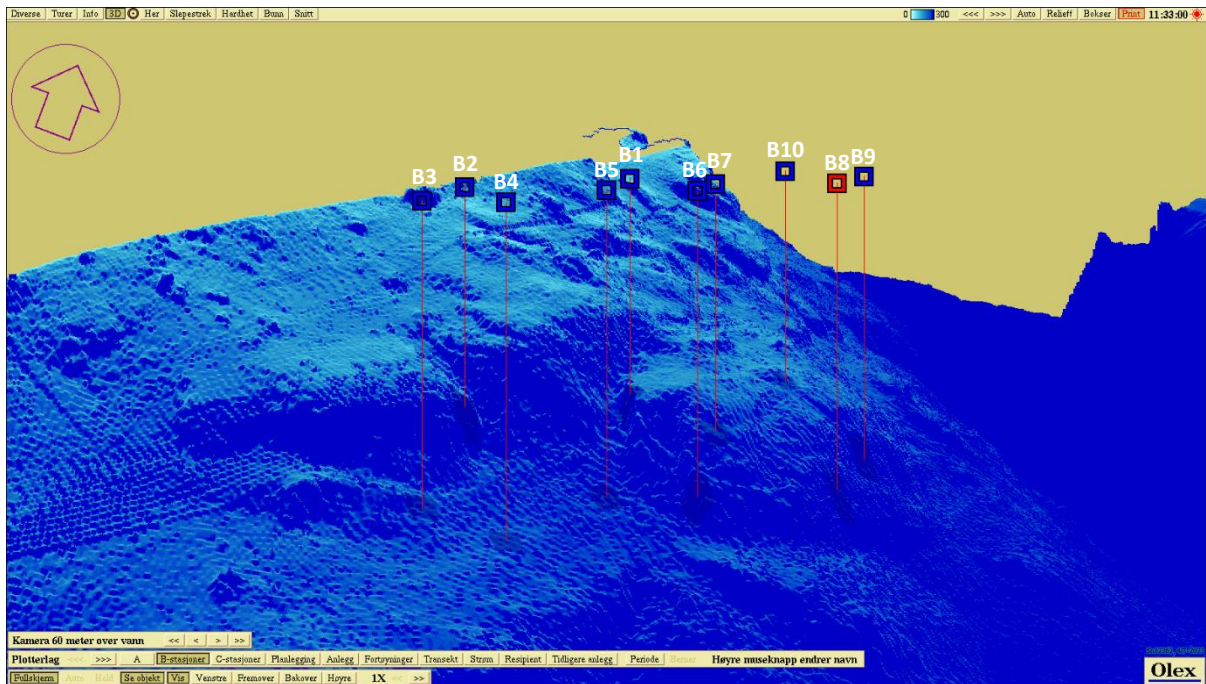 Diverse Turer Info 3D Her Slepestrek Hardhet Bunn Snitt 0 300 <<< >>> Auto Relieff Bokser Print 11:33:00
B10
B1
B2 B5 B7 B8 B9
B3 B4 B6
Kamera 60 meter over vann << < > >>
Plotterlag <<< >>> A B-stasjoner C-stasjoner Planlegging Anlegg Fortøyninger Transekt Strøm Resipient Tidligere anlegg Periode Høyre museknapp endrer navn
Fullskjerm Auto Hold Se objekt Vis Venstre Fremover Bakover Høyre 1X << >>
Olex